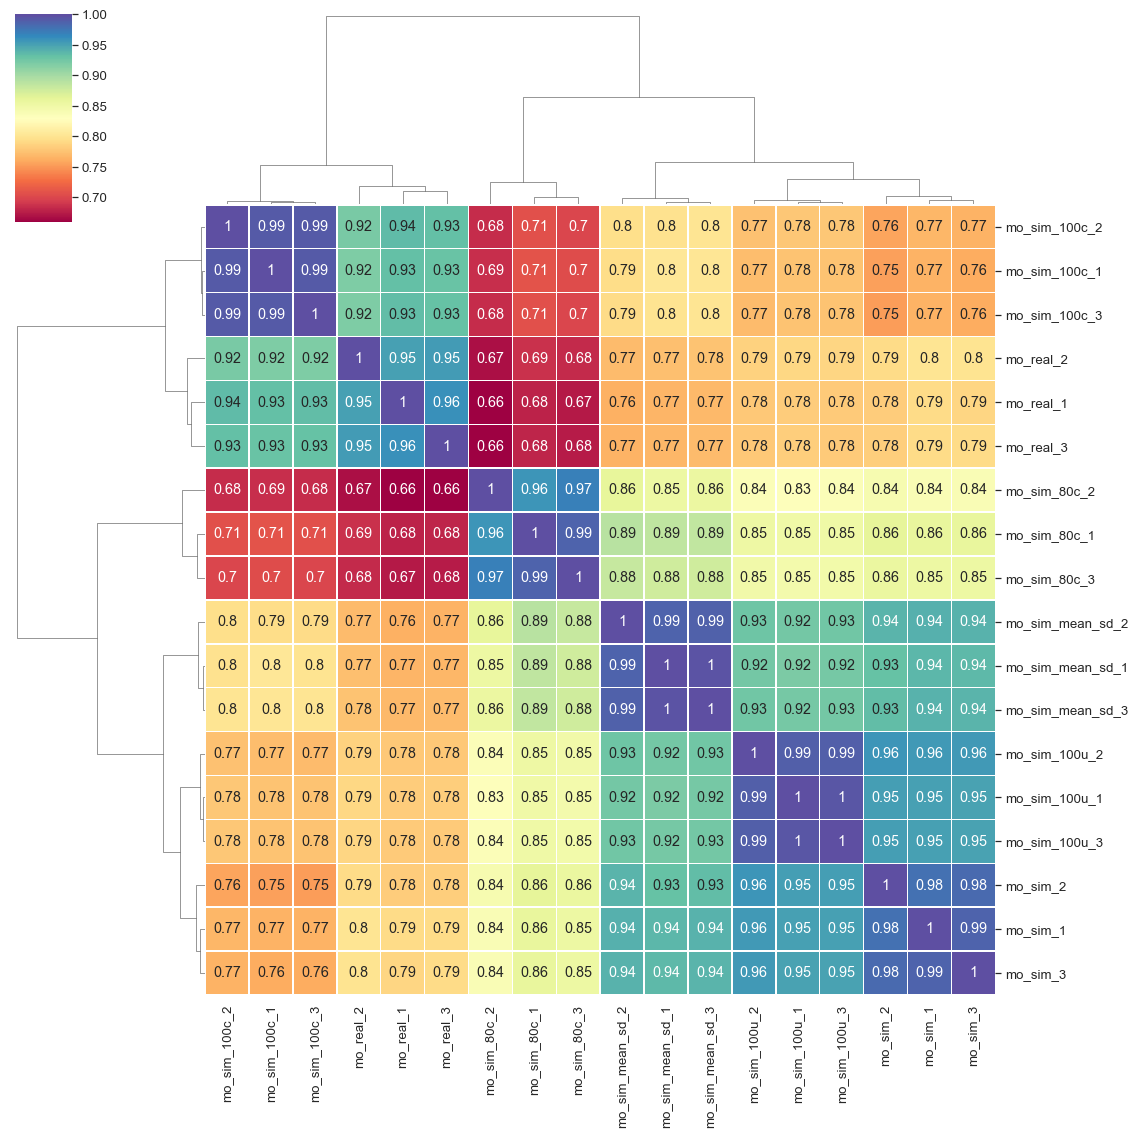 1.00
0.95
0.90
0.85
0.80
0.75
0.70
1 0.99 0.99 0.92 0.94 0.93 0.68 0.71 0.7 0.8 0.8 0.8 0.77 0.78 0.78 0.76 0.77 0.77 mo_sim_100c_2
0.99 1 0.99 0.92 0.93 0.93 0.69 0.71 0.7 0.79 0.8 0.8 0.77 0.78 0.78 0.75 0.77 0.76 mo_sim_100c_1
0.99 0.99 1 0.92 0.93 0.93 0.68 0.71 0.7 0.79 0.8 0.8 0.77 0.78 0.78 0.75 0.77 0.76 mo_sim_100c_3
0.92 0.92 0.92 1 0.95 0.95 0.67 0.69 0.68 0.77 0.77 0.78 0.79 0.79 0.79 0.79 0.8 0.8 mo_real_2
0.94 0.93 0.93 0.95 1 0.96 0.66 0.68 0.67 0.76 0.77 0.77 0.78 0.78 0.78 0.78 0.79 0.79 mo_real_1
0.93 0.93 0.93 0.95 0.96 1 0.66 0.68 0.68 0.77 0.77 0.77 0.78 0.78 0.78 0.78 0.79 0.79 mo_real_3
0.68 0.69 0.68 0.67 0.66 0.66 1 0.96 0.97 0.86 0.85 0.86 0.84 0.83 0.84 0.84 0.84 0.84 mo_sim_80c_2
0.71 0.71 0.71 0.69 0.68 0.68 0.96 1 0.99 0.89 0.89 0.89 0.85 0.85 0.85 0.86 0.86 0.86 mo_sim_80c_1
0.7 0.7 0.7 0.68 0.67 0.68 0.97 0.99 1 0.88 0.88 0.88 0.85 0.85 0.85 0.86 0.85 0.85 mo_sim_80c_3
0.8 0.79 0.79 0.77 0.76 0.77 0.86 0.89 0.88 1 0.99 0.99 0.93 0.92 0.93 0.94 0.94 0.94 mo_sim_mean_sd_2
0.8 0.8 0.8 0.77 0.77 0.77 0.85 0.89 0.88 0.99 1 1 0.92 0.92 0.92 0.93 0.94 0.94 mo_sim_mean_sd_1
0.8 0.8 0.8 0.78 0.77 0.77 0.86 0.89 0.88 0.99 1 1 0.93 0.92 0.93 0.93 0.94 0.94 mo_sim_mean_sd_3
0.77 0.77 0.77 0.79 0.78 0.78 0.84 0.85 0.85 0.93 0.92 0.93 1 0.99 0.99 0.96 0.96 0.96 mo_sim_100u_2
0.78 0.78 0.78 0.79 0.78 0.78 0.83 0.85 0.85 0.92 0.92 0.92 0.99 1 1 0.95 0.95 0.95 mo_sim_100u_1
0.78 0.78 0.78 0.79 0.78 0.78 0.84 0.85 0.85 0.93 0.92 0.93 0.99 1 1 0.95 0.95 0.95 mo_sim_100u_3
0.76 0.75 0.75 0.79 0.78 0.78 0.84 0.86 0.86 0.94 0.93 0.93 0.96 0.95 0.95 1 0.98 0.98 mo_sim_2
0.77 0.77 0.77 0.8 0.79 0.79 0.84 0.86 0.85 0.94 0.94 0.94 0.96 0.95 0.95 0.98 1 0.99 mo_sim_1
0.77 0.76 0.76 0.8 0.79 0.79 0.84 0.86 0.85 0.94 0.94 0.94 0.96 0.95 0.95 0.98 0.99 1 mo_sim_3
mo_sim_100c_2
mo_sim_100c_1
mo_sim_100c_3
mo_real_2
mo_real_1
mo_real_3
mo_sim_80c_2
mo_sim_80c_1
mo_sim_80c_3
mo_sim_mean_sd_2
mo_sim_mean_sd_1
mo_sim_mean_sd_3
mo_sim_100u_2
mo_sim_100u_1
mo_sim_100u_3
mo_sim_2
mo_sim_1
mo_sim_3